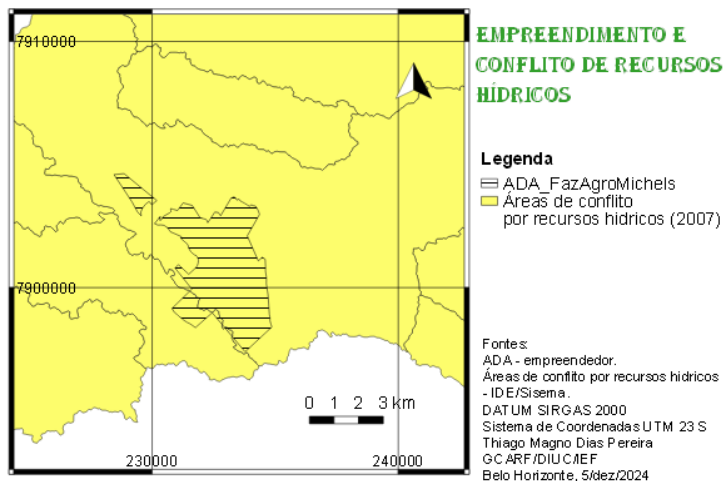 EMPREENDIMENTO E
CONFLITO DE RECURSOS
HÍDRICOS
7910000
7900000
230000
240000
0 1 2 3 km
Legenda
ADA_FazAgroMichels
Áreas de conflito
por recursos hidricos (2007)
Fontes:
ADA - empreendedor.
Áreas de conflito por recursos hidricos
- IDE/Sisema.
DATUM SIRGAS 2000
Sistema de Coordenadas UTM 23 S
Thiago Magno Dias Pereira
GCARF/DIUC/IEF
Belo Horizonte, 5/dez/2024